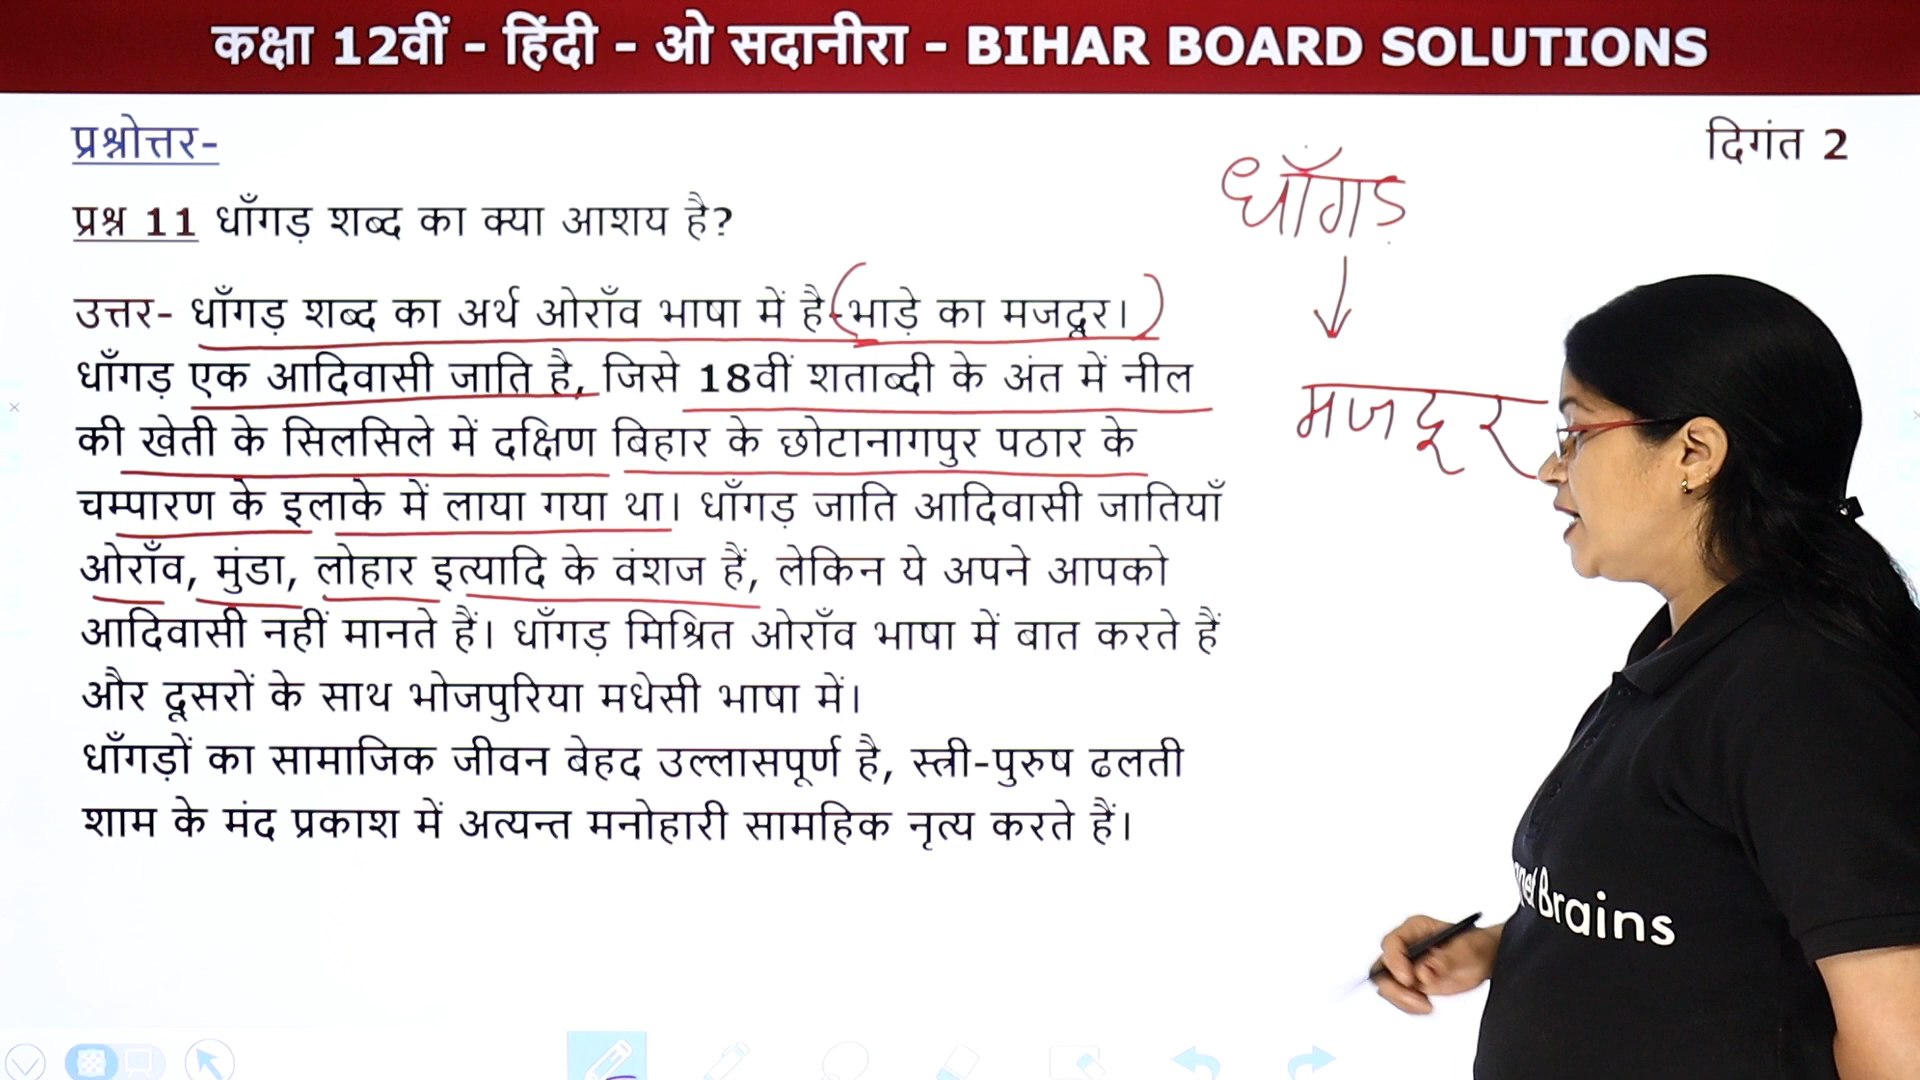 कक्षा 12वीं - हिंदी - ओ सदानीरा - BIHAR BOARD SOLUTIONS
प्रश्नोत्तर-
दिगंत 2
धाँगड़
प्रश्न 11 धाँगड़ शब्द का क्या आशय है?
उत्तर- धाँगड़ शब्द का अर्थ ओराँव भाषा में है-भाड़े का मजदूर।
धाँगड़ एक आदिवासी जाति है, जिसे 18वीं शताब्दी के अंत में नील
मजदूर
की खेती के सिलसिले में दक्षिण बिहार के छोटानागपुर पठार के
चम्पारण के इलाके में लाया गया था। धाँगड़ जाति आदिवासी जातियाँ
ओराँव, मुंडा, लोहार इत्यादि के वंशज हैं, लेकिन ये अपने आपको
आदिवासी नहीं मानते हैं। धाँगड़ मिश्रित ओराँव भाषा में बात करते हैं
और दूसरों के साथ भोजपुरिया मधेसी भाषा में।
धाँगड़ों का सामाजिक जीवन बेहद उल्लासपूर्ण है, स्त्री-पुरुष ढलती
शाम के मंद प्रकाश में अत्यन्त मनोहारी सामहिक नृत्य करते हैं।
Brains